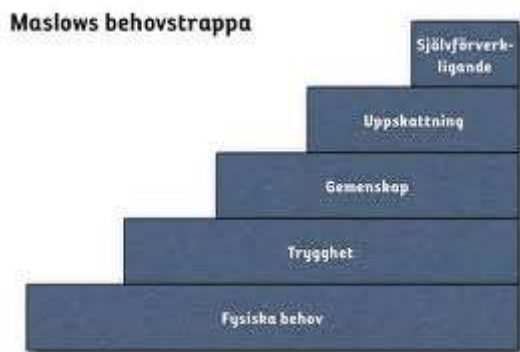 Maslows behovstrappa
Självförverk-
ligande
Uppskattning
Gemenskap
Trygghet
Fysiska behov